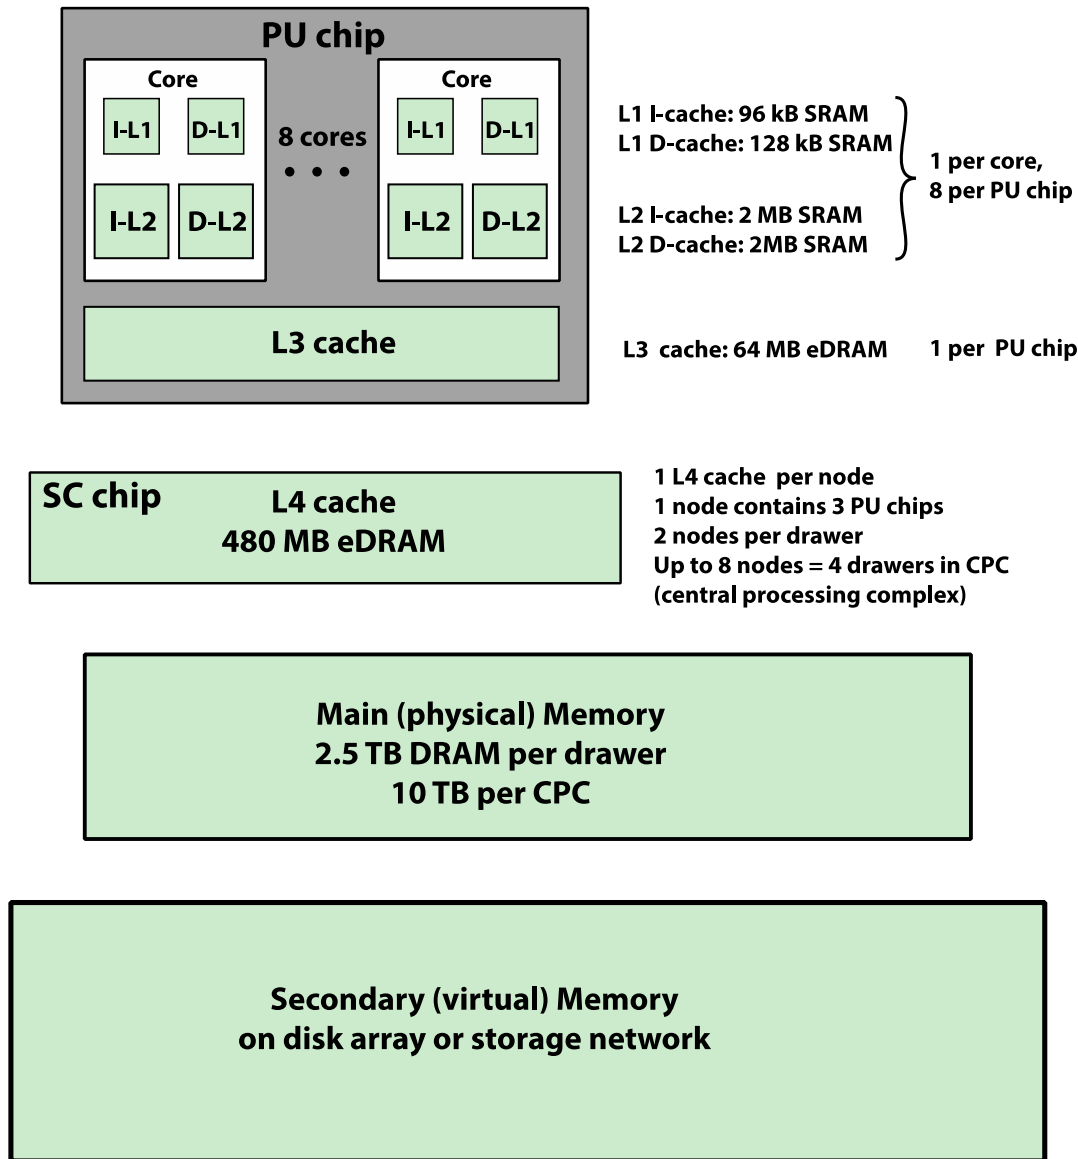 PU chip
Core
I-L1 D-L1
I-L2 D-L2
8 cores
• • •
Core
I-L1 D-L1
I-L2 D-L2
L1 I-cache: 96 kB SRAM
L1 D-cache: 128 kB SRAM
L2 I-cache: 2 MB SRAM
L2 D-cache: 2MB SRAM
1 per core,
8 per PU chip
L3 cache
L3 cache: 64 MB eDRAM
1 per PU chip
SC chip
L4 cache
480 MB eDRAM
1 L4 cache per node
1 node contains 3 PU chips
2 nodes per drawer
Up to 8 nodes = 4 drawers in CPC
(central processing complex)
Main (physical) Memory
2.5 TB DRAM per drawer
10 TB per CPC
Secondary (virtual) Memory
on disk array or storage network